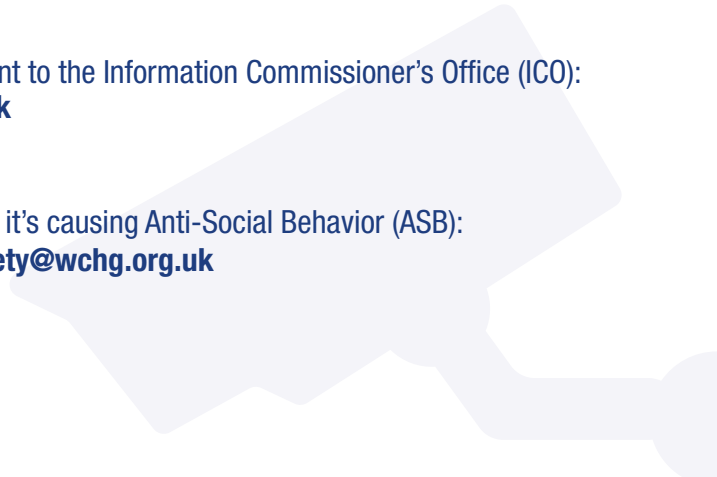 nt to the Information Commissioner's Office (ICO):
k
it's causing Anti-Social Behavior (ASB):
ety@wchg.org.uk